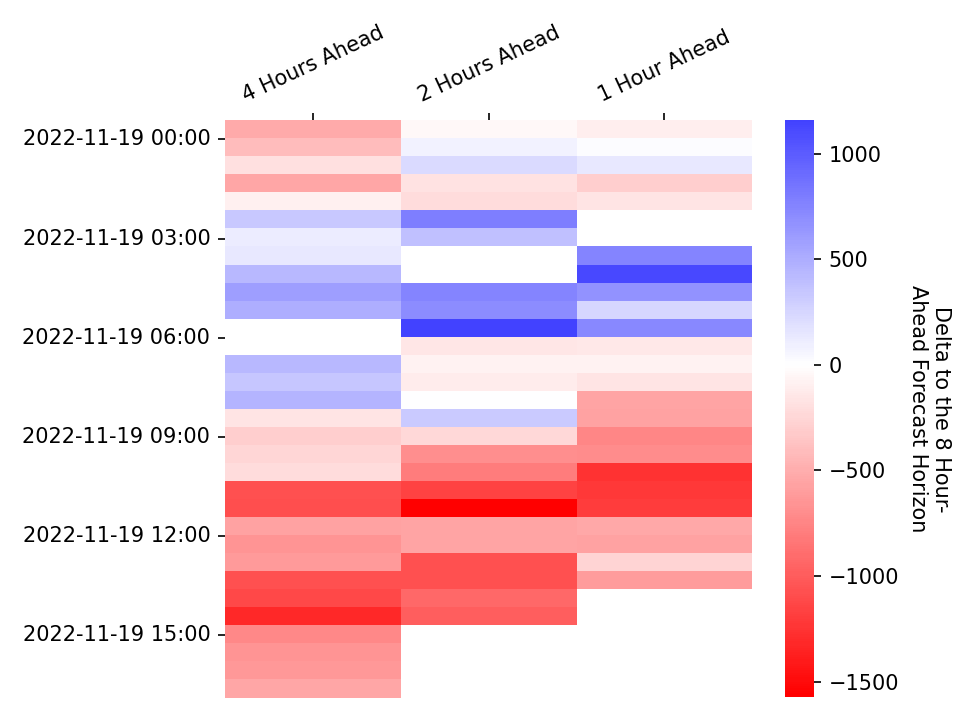 4 Hours Ahead
2 Hours Ahead
1 Hour Ahead
2022-11-19 00:00
2022-11-19 03:00
2022-11-19 06:00
2022-11-19 09:00
2022-11-19 12:00
2022-11-19 15:00
1000
500
0
−500
−1000
−1500
Delta to the 8 Hour-
Ahead Forecast Horizon